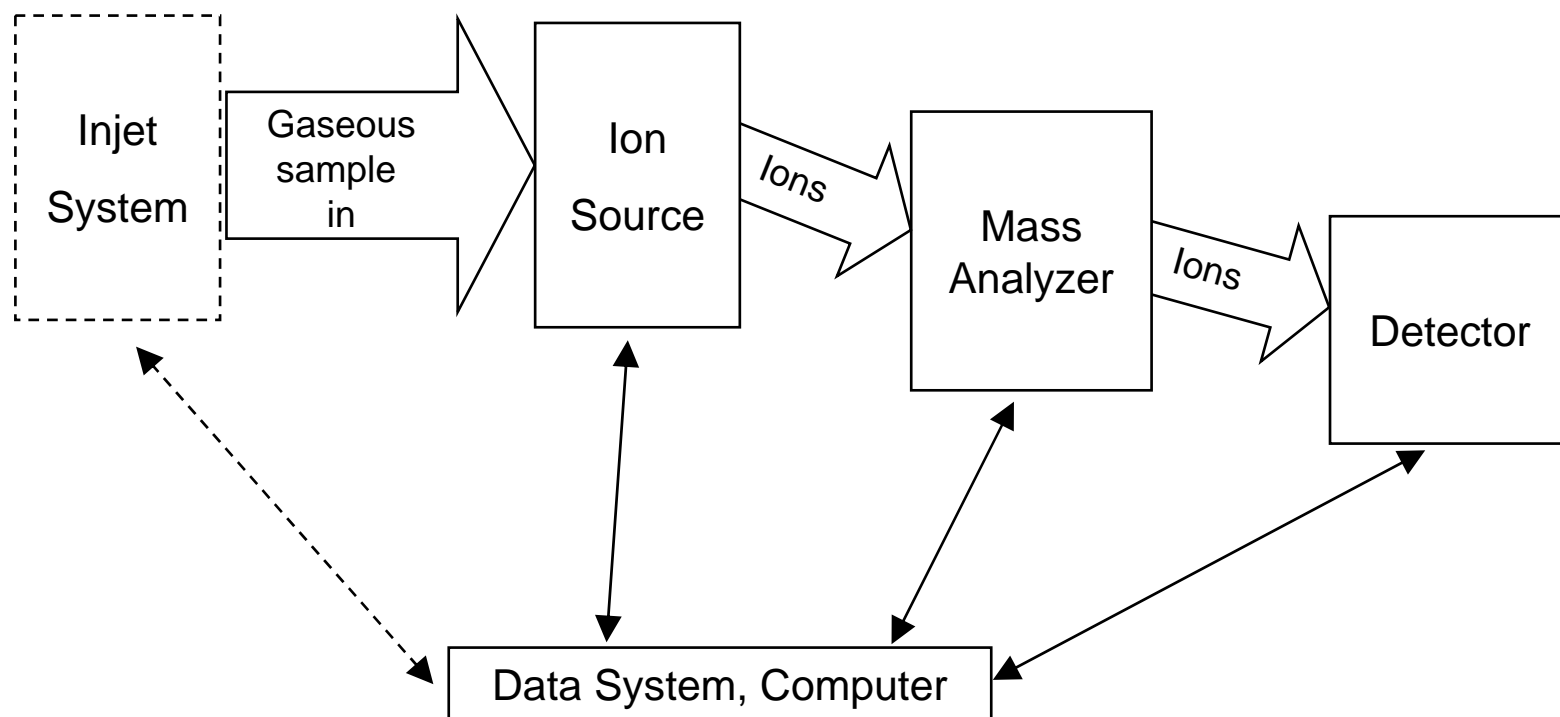 Injet
System
Gaseous
sample
in
Ion
Source
Ions
Mass
Analyzer
Ions
Detector
Data System, Computer